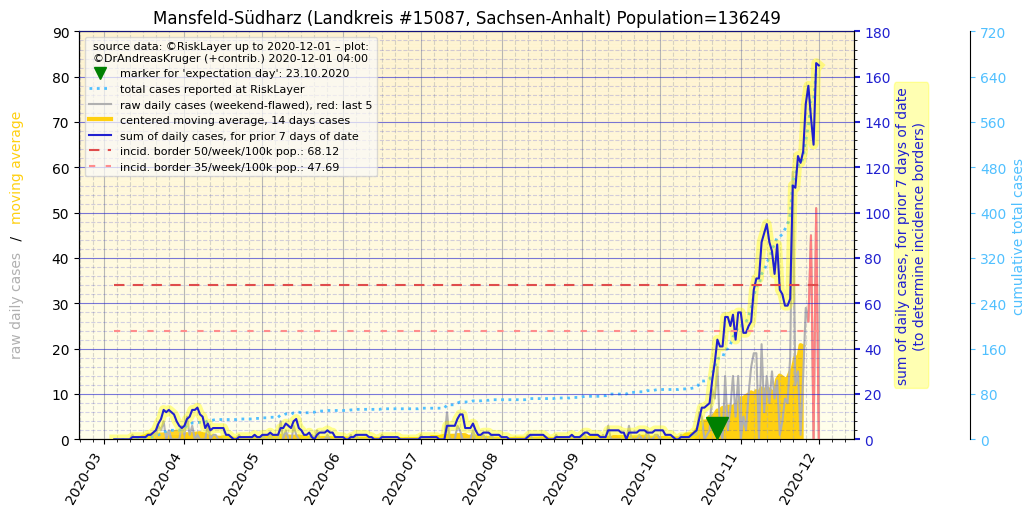 Mansfeld-Südharz (Landkreis #15087, Sachsen-Anhalt) Population=136249
source data: ©RiskLayer up to 2020-12-01 – plot:
©DrAndreasKruger (+contrib.) 2020-12-01 04:00
marker for 'expectation day': 23.10.2020
total cases reported at RiskLayer
raw daily cases (weekend-flawed), red: last 5
centered moving average, 14 days cases
sum of daily cases, for prior 7 days of date
incid. border 50/week/100k pop.: 68.12
incid. border 35/week/100k pop.: 47.69
raw daily cases / moving average
90
80
70
60
50
40
30
20
10
0
180
160
140
120
100
80
60
40
20
0
sum of daily cases, for prior 7 days of date
(to determine incidence borders)
720
640
560
480
400
320
240
160
80
0
cumulative total cases
2020-03
2020-04
2020-05
2020-06
2020-07
2020-08
2020-09
2020-10
2020-11
2020-12